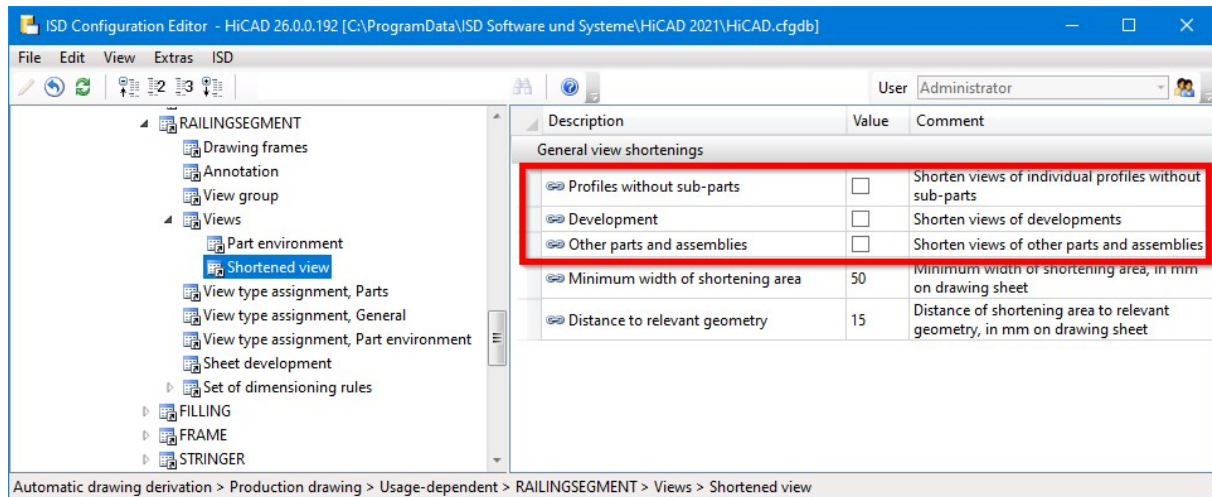 ISD Configuration Editor - HiCAD 26.0.0.192 [C:\ProgramData\ISD Software und Systeme\HiCAD 2021\HiCAD.cfgdb]
File Edit View Extras ISD
2 3 User Administrator
RAILINGSEGMENT
Drawing frames
Annotation
View group
Views
Part environment
Shortened view
View type assignment, Parts
View type assignment, General
View type assignment, Part environment
Sheet development
Set of dimensioning rules
FILLING
FRAME
STRINGER
Description Value Comment
General view shortenings
Profiles without sub-parts Shorten views of individual profiles without
sub-parts
Development Shorten views of developments
Other parts and assemblies Shorten views of other parts and assemblies
Minimum width of shortening area 50 Minimum width of shortening area, in mm
on drawing sheet
Distance to relevant geometry 15 Distance of shortening area to relevant
geometry, in mm on drawing sheet
Automatic drawing derivation > Production drawing > Usage-dependent > RAILINGSEGMENT > Views > Shortened view